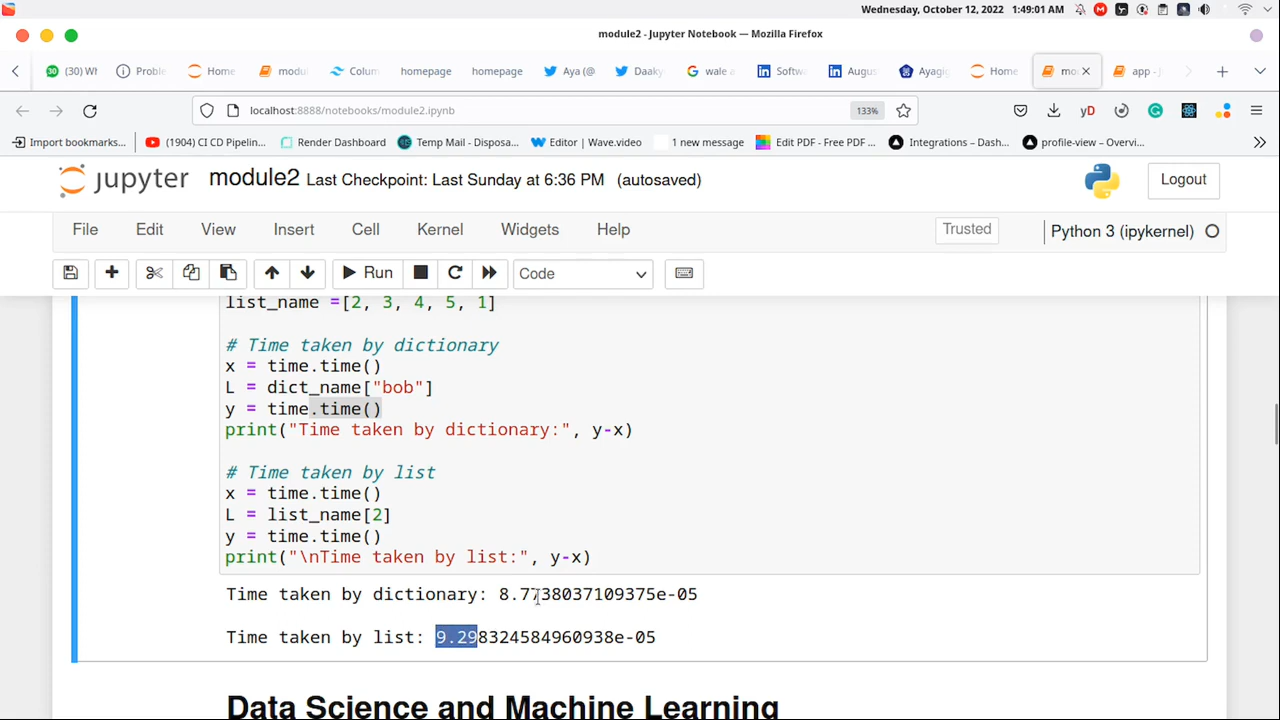 Wednesday, October 12, 2022 1:49:01 AM
module2 - Jupyter Notebook — Mozilla Firefox
(30) Wh
Proble
Home
modu
Colum
homepage
homepage
Aya (@
Daaky
wale a
Softw
Augus
Ayagig
Home
mo
app - J
localhost:8888/notebooks/module2.ipynb
133%
Import bookmarks...
(1904) CI CD Pipelin...
Render Dashboard
Temp Mail - Disposa...
Editor | Wave.video
1 new message
Edit PDF - Free PDF ...
Integrations – Dash...
profile-view – Overvi...
jupyter module2 Last Checkpoint: Last Sunday at 6:36 PM (autosaved)
Logout
File Edit View Insert Cell Kernel Widgets Help
Trusted
Python 3 (ipykernel)
Run
Code
list_name =[2, 3, 4, 5, 1]
# Time taken by dictionary
x = time.time()
L = dict_name["bob"]
y = time.time()
print("Time taken by dictionary:", y-x)
# Time taken by list
x = time.time()
L = list_name[2]
y = time.time()
print("\nTime taken by list:", y-x)
Time taken by dictionary: 8.7738037109375e-05
Time taken by list: 9.298324584960938e-05
Data Science and Machine Learning